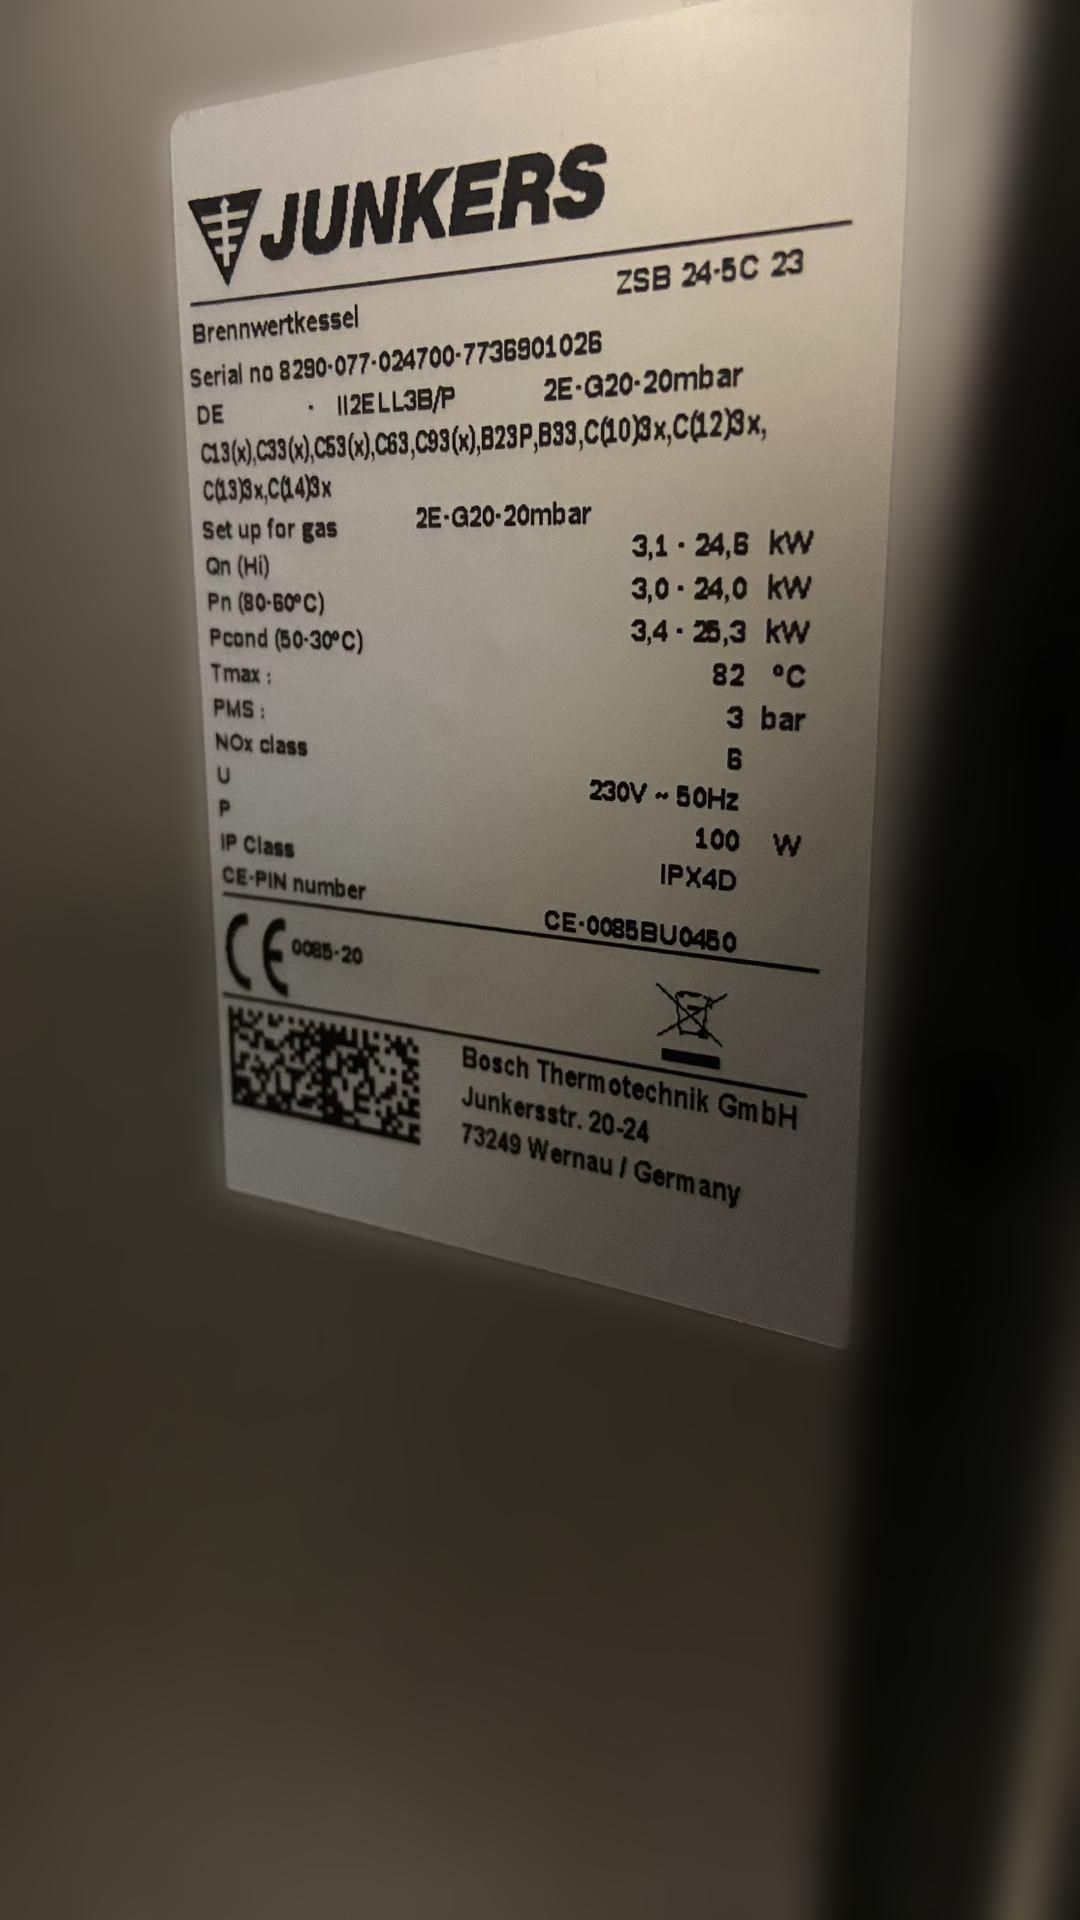 JUNKERS
ZSB 24-5C 23
Brennwertkessel
Serial no 8290-077-024700-7736901026
DE - II2ELL3B/P 2E-G20-20mbar
C13(x),C33(x),C53(x),C63,C93(x),B23P,B33,C(10)3x,C(12)3x,
C(13)3x,C(14)3x
Set up for gas 2E-G20-20mbar
Qn (Hi) 3,1 - 24,6 kW
Pn (80-60°C) 3,0 - 24,0 kW
Pcond (50-30°C) 3,4 - 25,3 kW
Tmax : 82 °C
PMS : 3 bar
NOx class 6
U 230V ~ 50Hz
P 100 W
IP Class IPX4D
CE-PIN number CE-0085BU0450
CE 0085-20
Bosch Thermotechnik GmbH
Junkersstr. 20-24
73249 Wernau / Germany